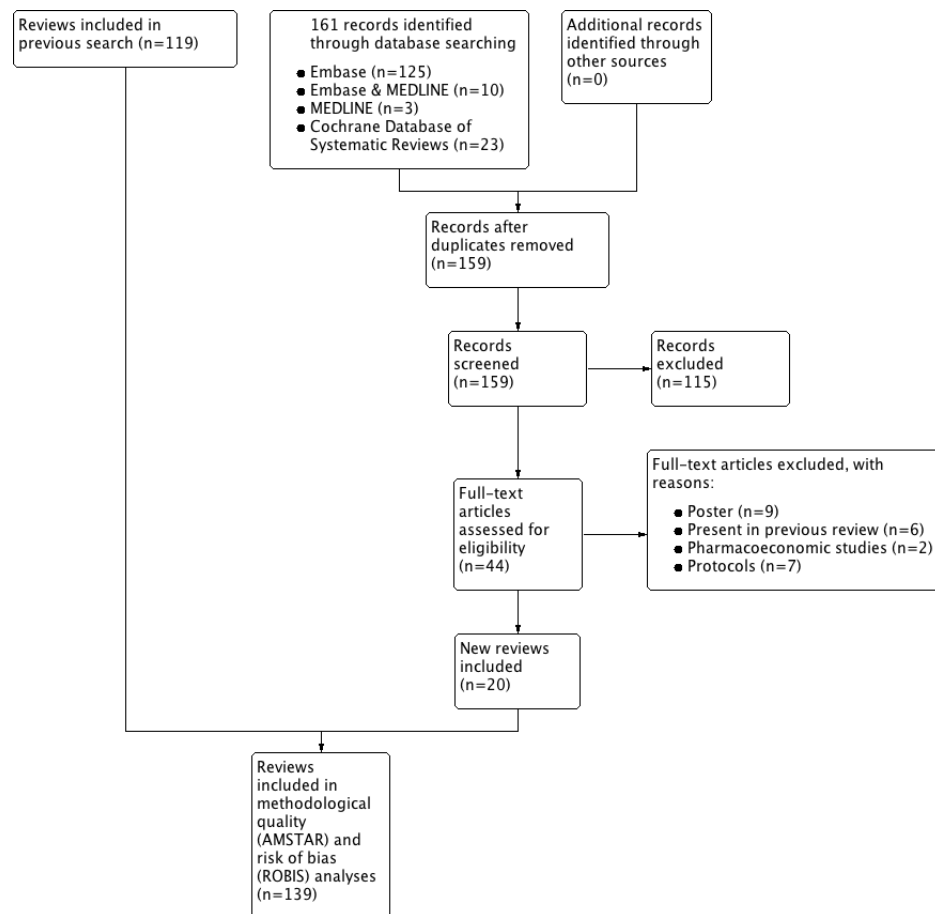 Reviews included in
previous search (n=119)
161 records identified
through database searching
● Embase (n=125)
● Embase & MEDLINE (n=10)
● MEDLINE (n=3)
● Cochrane Database of
Systematic Reviews (n=23)
Additional records
identified through
other sources
(n=0)
Records after
duplicates removed
(n=159)
Records
screened
(n=159)
Records
excluded
(n=115)
Full-text
articles
assessed for
eligibility
(n=44)
Full-text articles excluded, with
reasons:
● Poster (n=9)
● Present in previous review (n=6)
● Pharmacoeconomic studies (n=2)
● Protocols (n=7)
New reviews
included
(n=20)
Reviews
included in
methodological
quality
(AMSTAR) and
risk of bias
(ROBIS) analyses
(n=139)